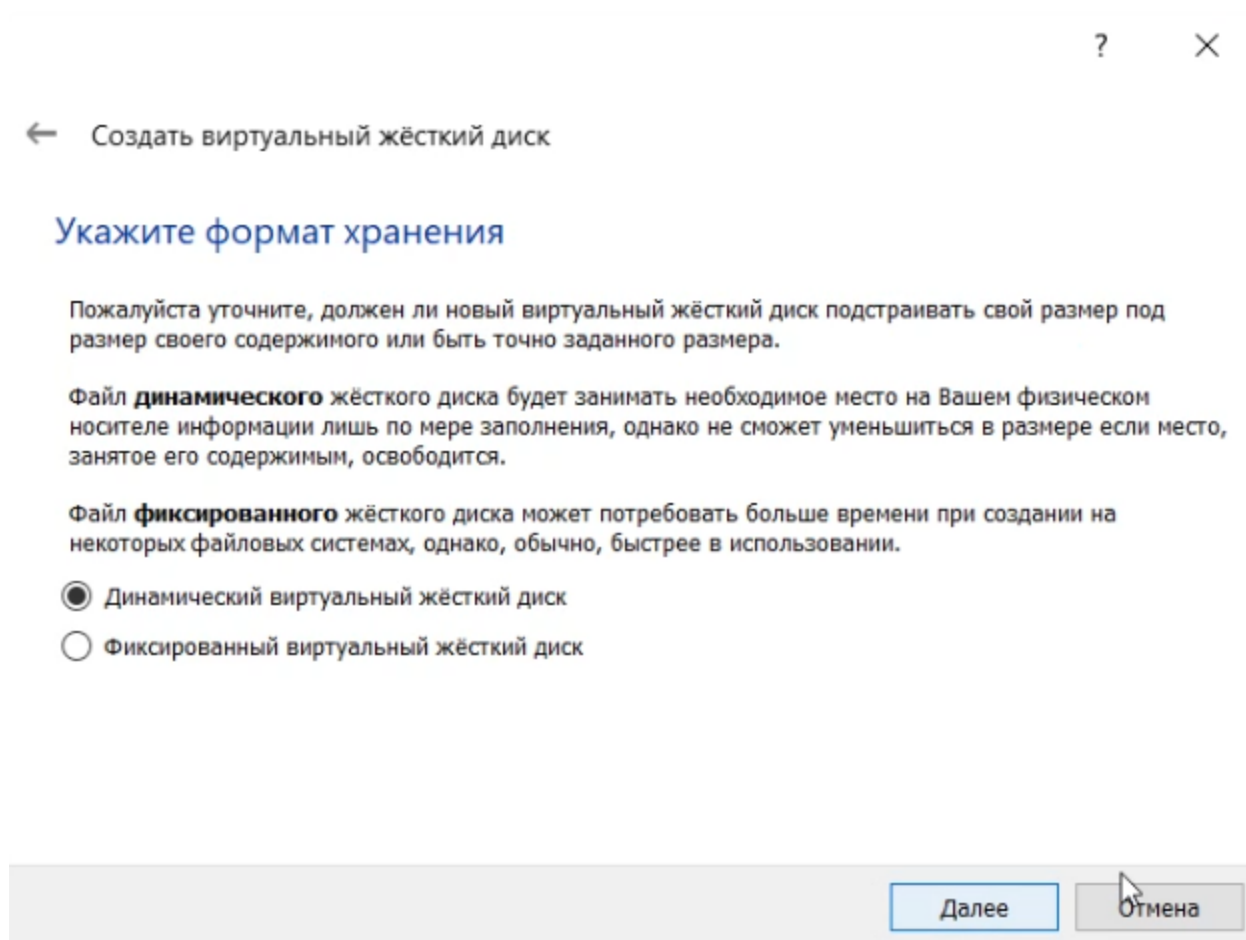 ?
Создать виртуальный жёсткий диск
Укажите формат хранения
Пожалуйста уточните, должен ли новый виртуальный жёсткий диск подстраивать свой размер под
размер своего содержимого или быть точно заданного размера.
Файл динамического жёсткого диска будет занимать необходимое место на Вашем физическом
носителе информации лишь по мере заполнения, однако не сможет уменьшиться в размере если место,
занятое его содержимым, освободится.
Файл фиксированного жёсткого диска может потребовать больше времени при создании на
некоторых файловых системах, однако, обычно, быстрее в использовании.
Динамический виртуальный жёсткий диск
Фиксированный виртуальный жёсткий диск
Далее Отмена